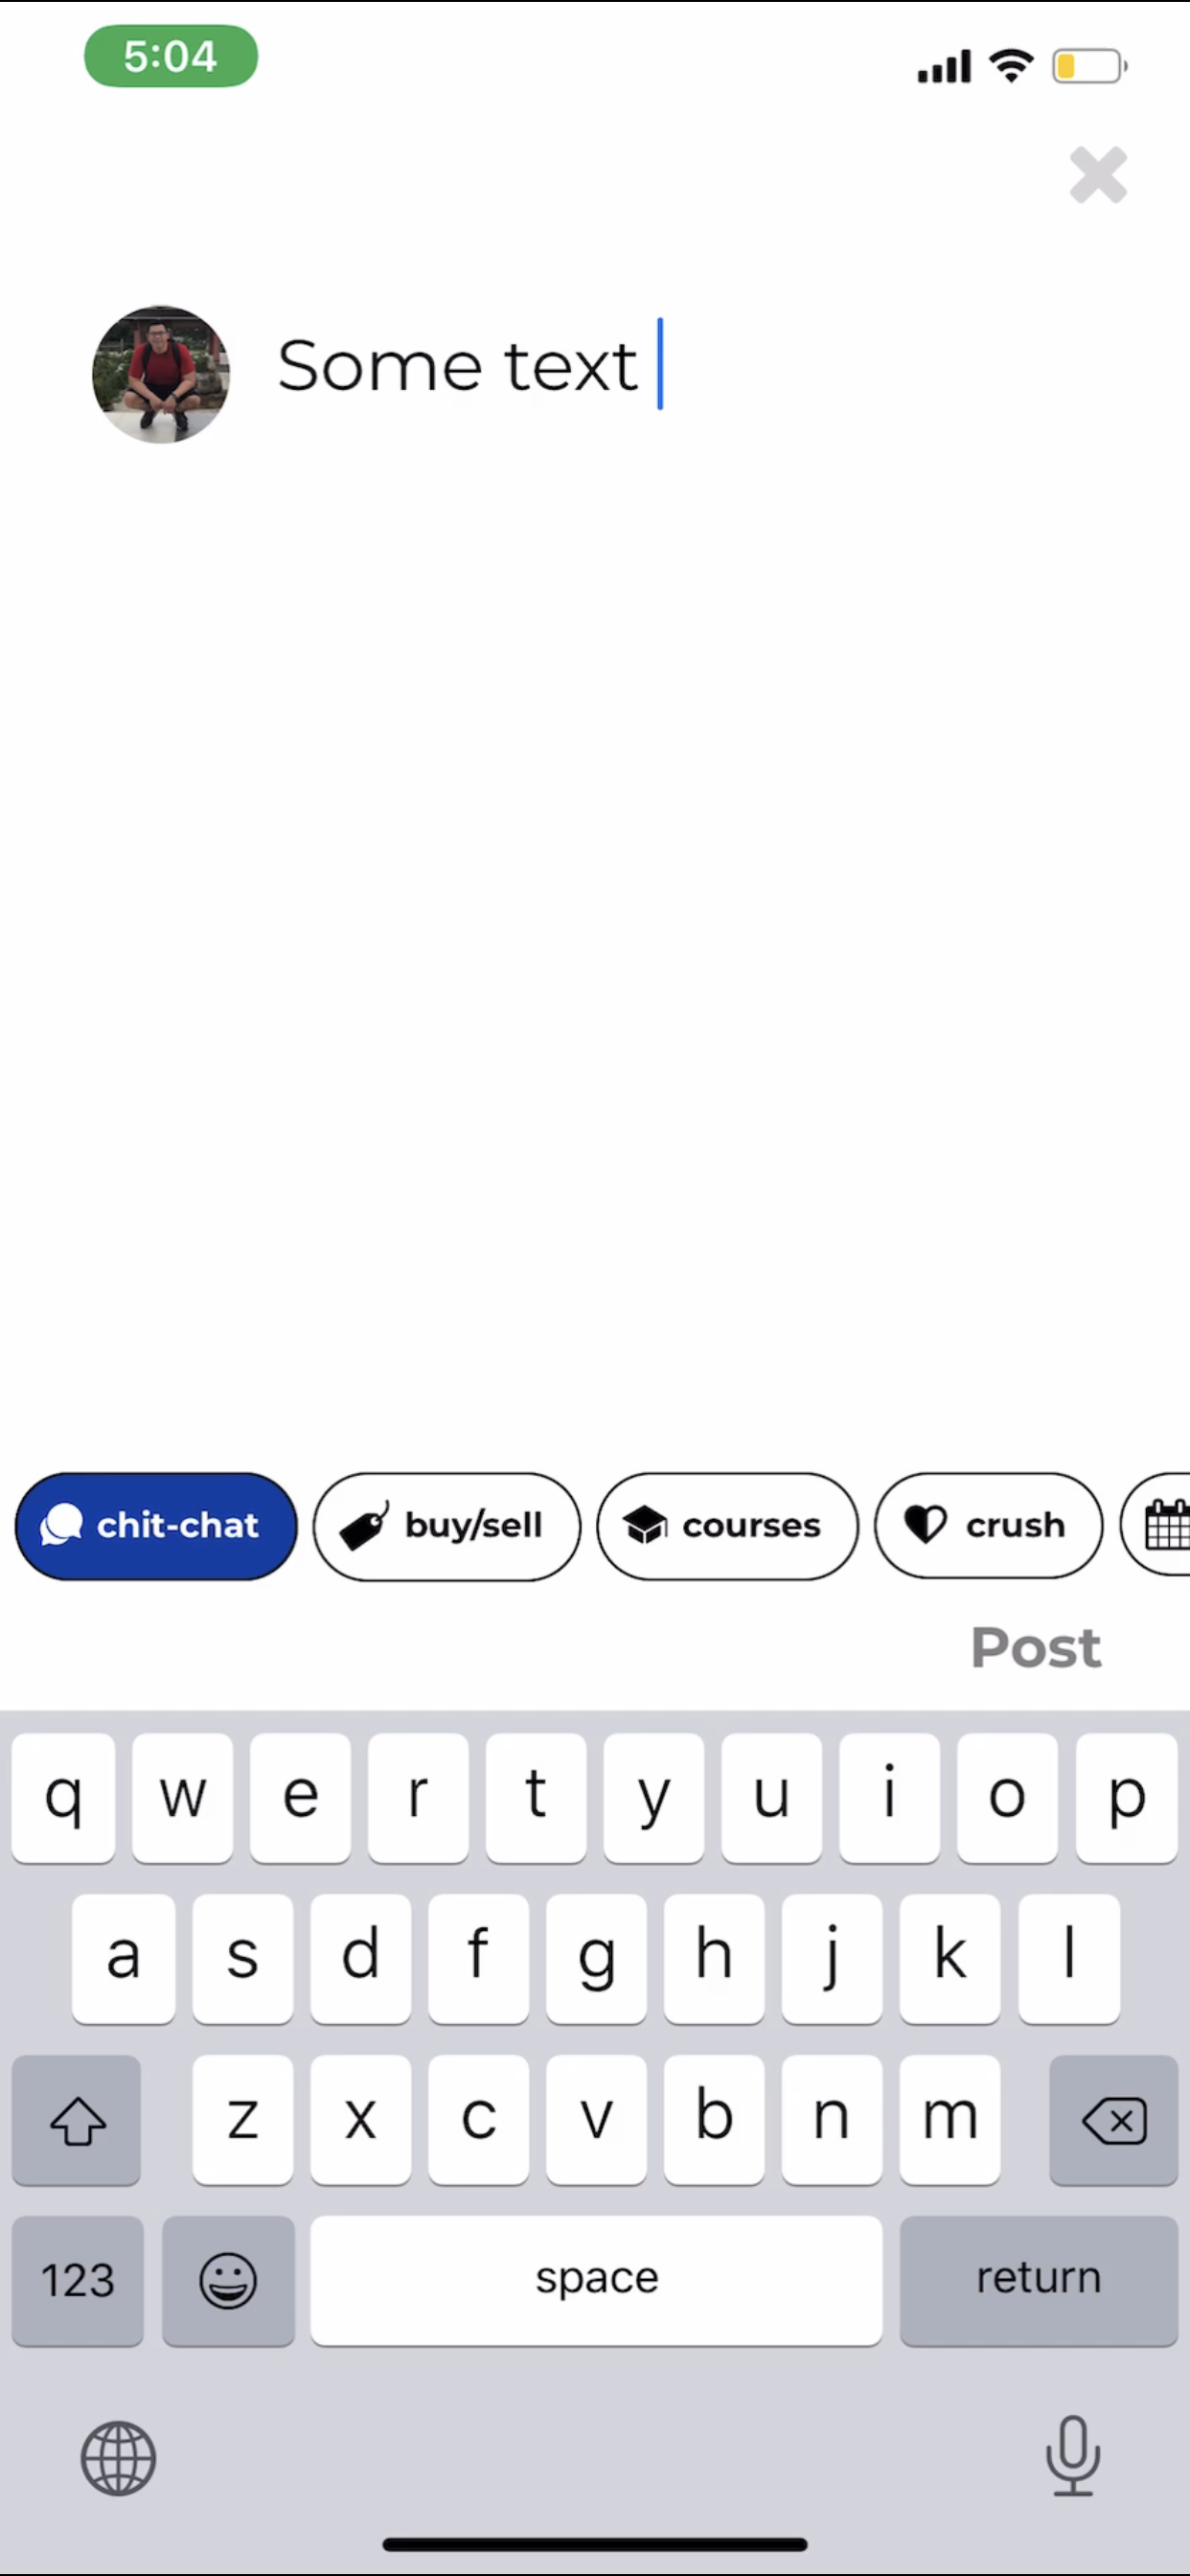 5:04
Some text
chit-chat buy/sell courses crush
Post
q w e r t y u i o p
a s d f g h j k l
z x c v b n m
123 space return